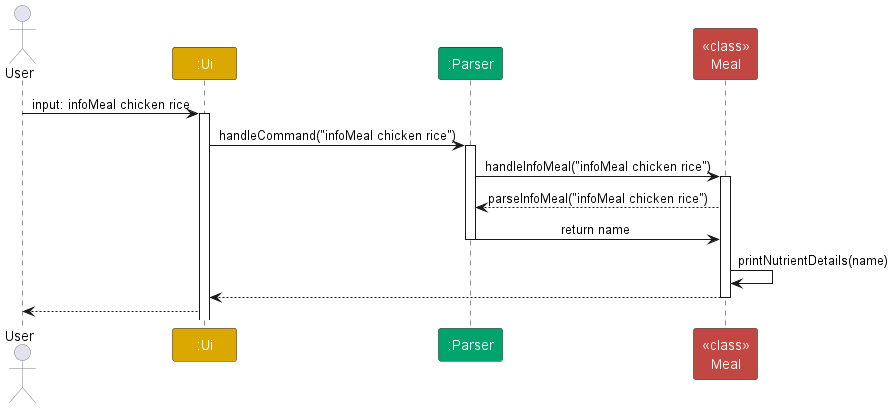 User
:Ui
:Parser
«class»
Meal
input: infoMeal chicken rice
handleCommand("infoMeal chicken rice")
handleInfoMeal("infoMeal chicken rice")
parseInfoMeal("infoMeal chicken rice")
return name
printNutrientDetails(name)
User
:Ui
:Parser
«class»
Meal